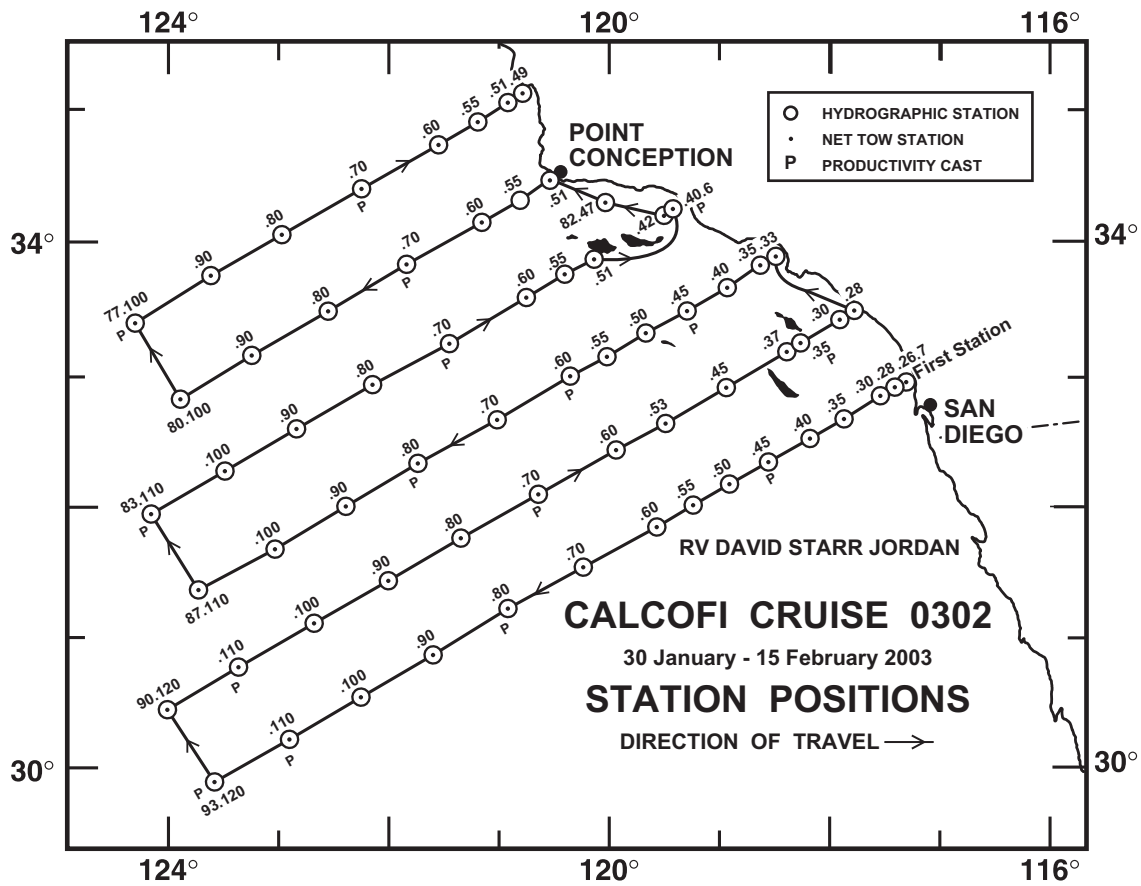 124°
120°
116°
HYDROGRAPHIC STATION
NET TOW STATION
P PRODUCTIVITY CAST
POINT
CONCEPTION
77.100
P
.90
.80
.70
P
.60
.55
.51
.49
80.100
.90
.80
.70
P
.60
.55
.51
82.47
.42
.40.6
P
34°
34°
83.110
P
.100
.90
.80
.70
P
.60
.55
.51
87.110
.100
.90
.80
P
.70
.60
P
.55
.50
.45
P
.40
.35
.33
90.120
.110
P
.100
.90
.80
.70
P
.60
.53
.45
.37
.35
P
.30
.28
93.120
P
.110
P
.100
.90
.80
P
.70
.60
.55
.50
.45
P
.40
.35
.30
.28
.26.7
First Station
SAN
DIEGO
RV DAVID STARR JORDAN
CALCOFI CRUISE 0302
30 January - 15 February 2003
STATION POSITIONS
DIRECTION OF TRAVEL
30°
30°
124°
120°
116°